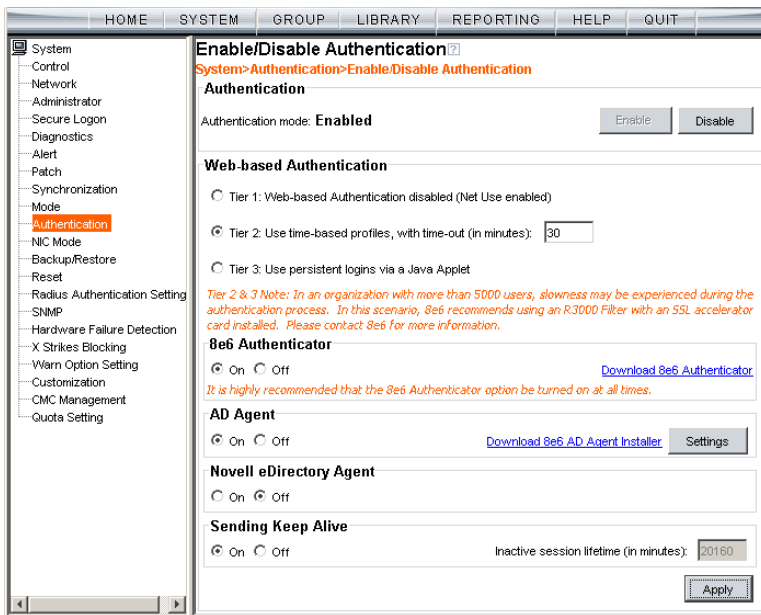 HOME SYSTEM GROUP LIBRARY REPORTING HELP QUIT
System
Control
Network
Administrator
Secure Logon
Diagnostics
Alert
Patch
Synchronization
Mode
Authentication
NIC Mode
Backup/Restore
Reset
Radius Authentication Setting
SNMP
Hardware Failure Detection
X Strikes Blocking
Warn Option Setting
Customization
CMC Management
Quota Setting
Enable/Disable Authentication ?
System>Authentication>Enable/Disable Authentication
Authentication
Authentication mode: Enabled Enable Disable
Web-based Authentication
Tier 1: Web-based Authentication disabled (Net Use enabled)
Tier 2: Use time-based profiles, with time-out (in minutes): 30
Tier 3: Use persistent logins via a Java Applet
Tier 2 & 3 Note: In an organization with more than 5000 users, slowness may be experienced during the
authentication process. In this scenario, 8e6 recommends using an R3000 Filter with an SSL accelerator
card installed. Please contact 8e6 for more information.
8e6 Authenticator
On Off Download 8e6 Authenticator
It is highly recommended that the 8e6 Authenticator option be turned on at all times.
AD Agent
On Off Download 8e6 AD Agent Installer Settings
Novell eDirectory Agent
On Off
Sending Keep Alive
On Off Inactive session lifetime (in minutes): 20160
Apply